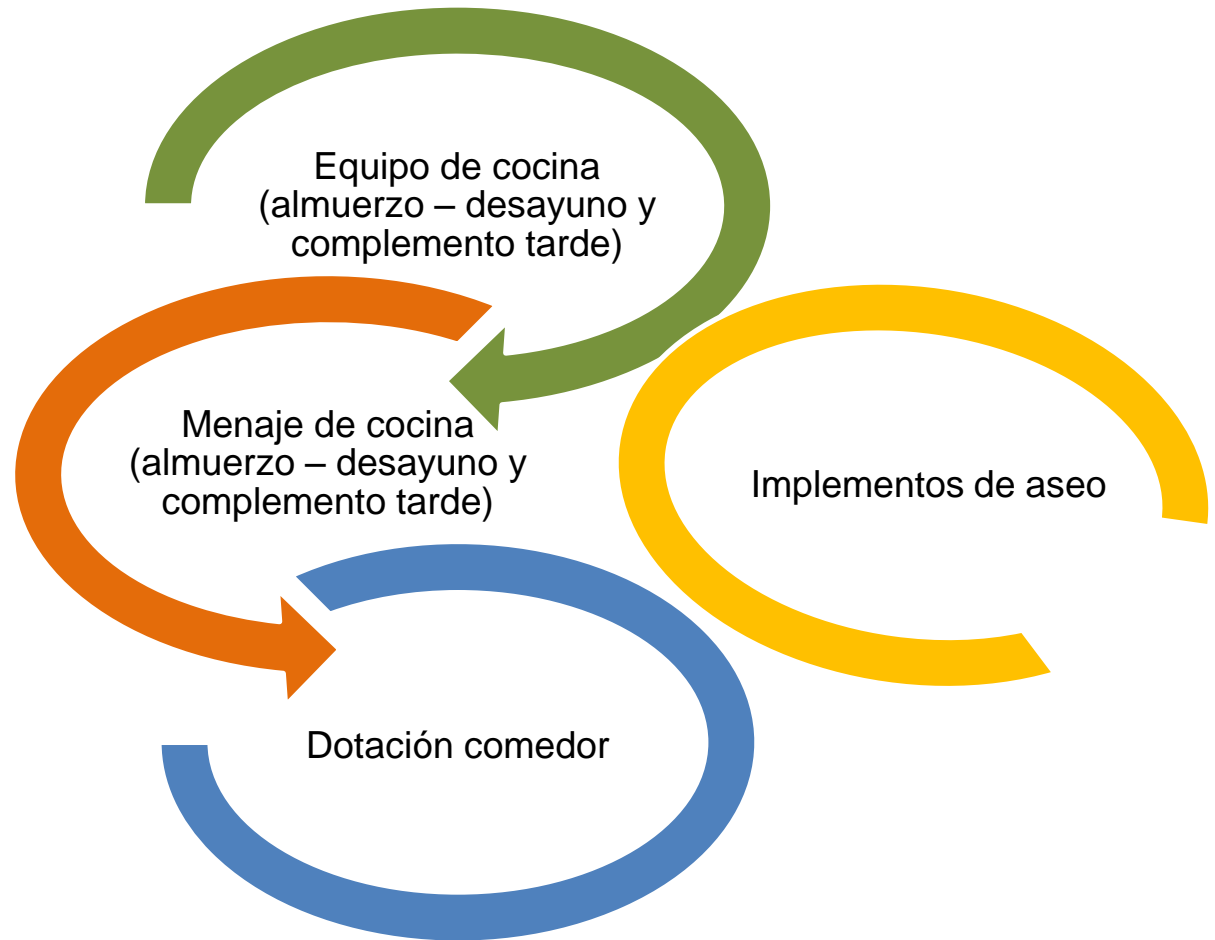 Equipo de cocina
(almuerzo – desayuno y
complemento tarde)
Menaje de cocina
(almuerzo – desayuno y
complemento tarde)
Implementos de aseo
Dotación comedor